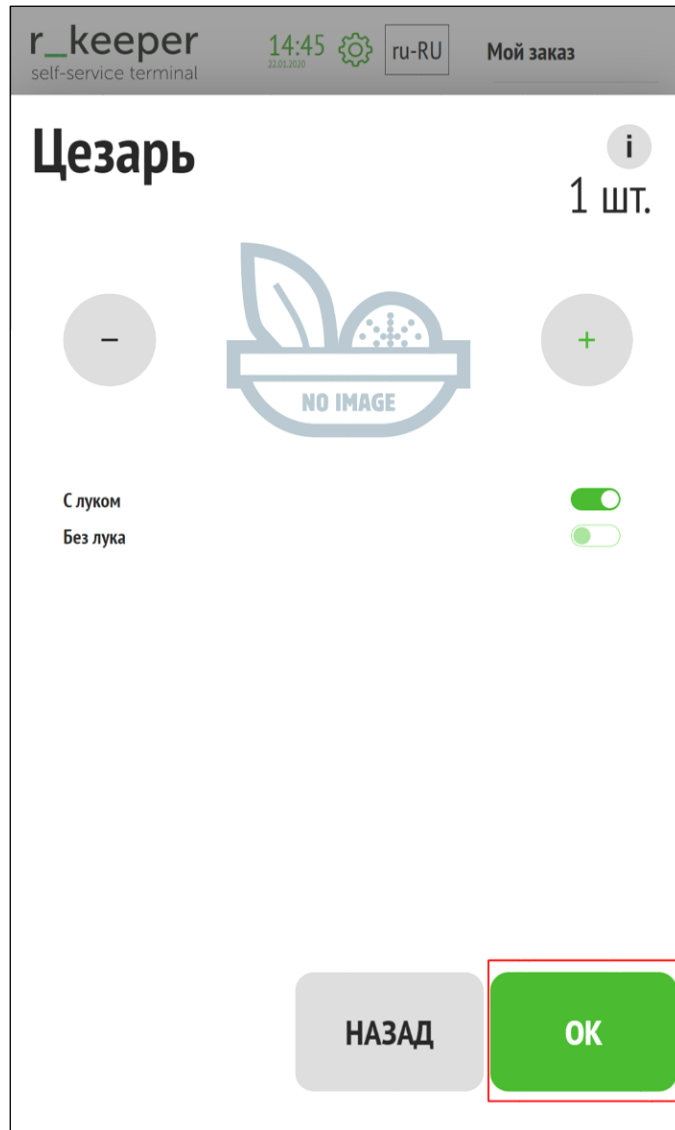 r_keeper
self-service terminal
14:45
22.01.2020
ru-RU
Мой заказ
Цезарь
i
1 шт.
−
+
NO IMAGE
С луком
Без лука
НАЗАД
ОК